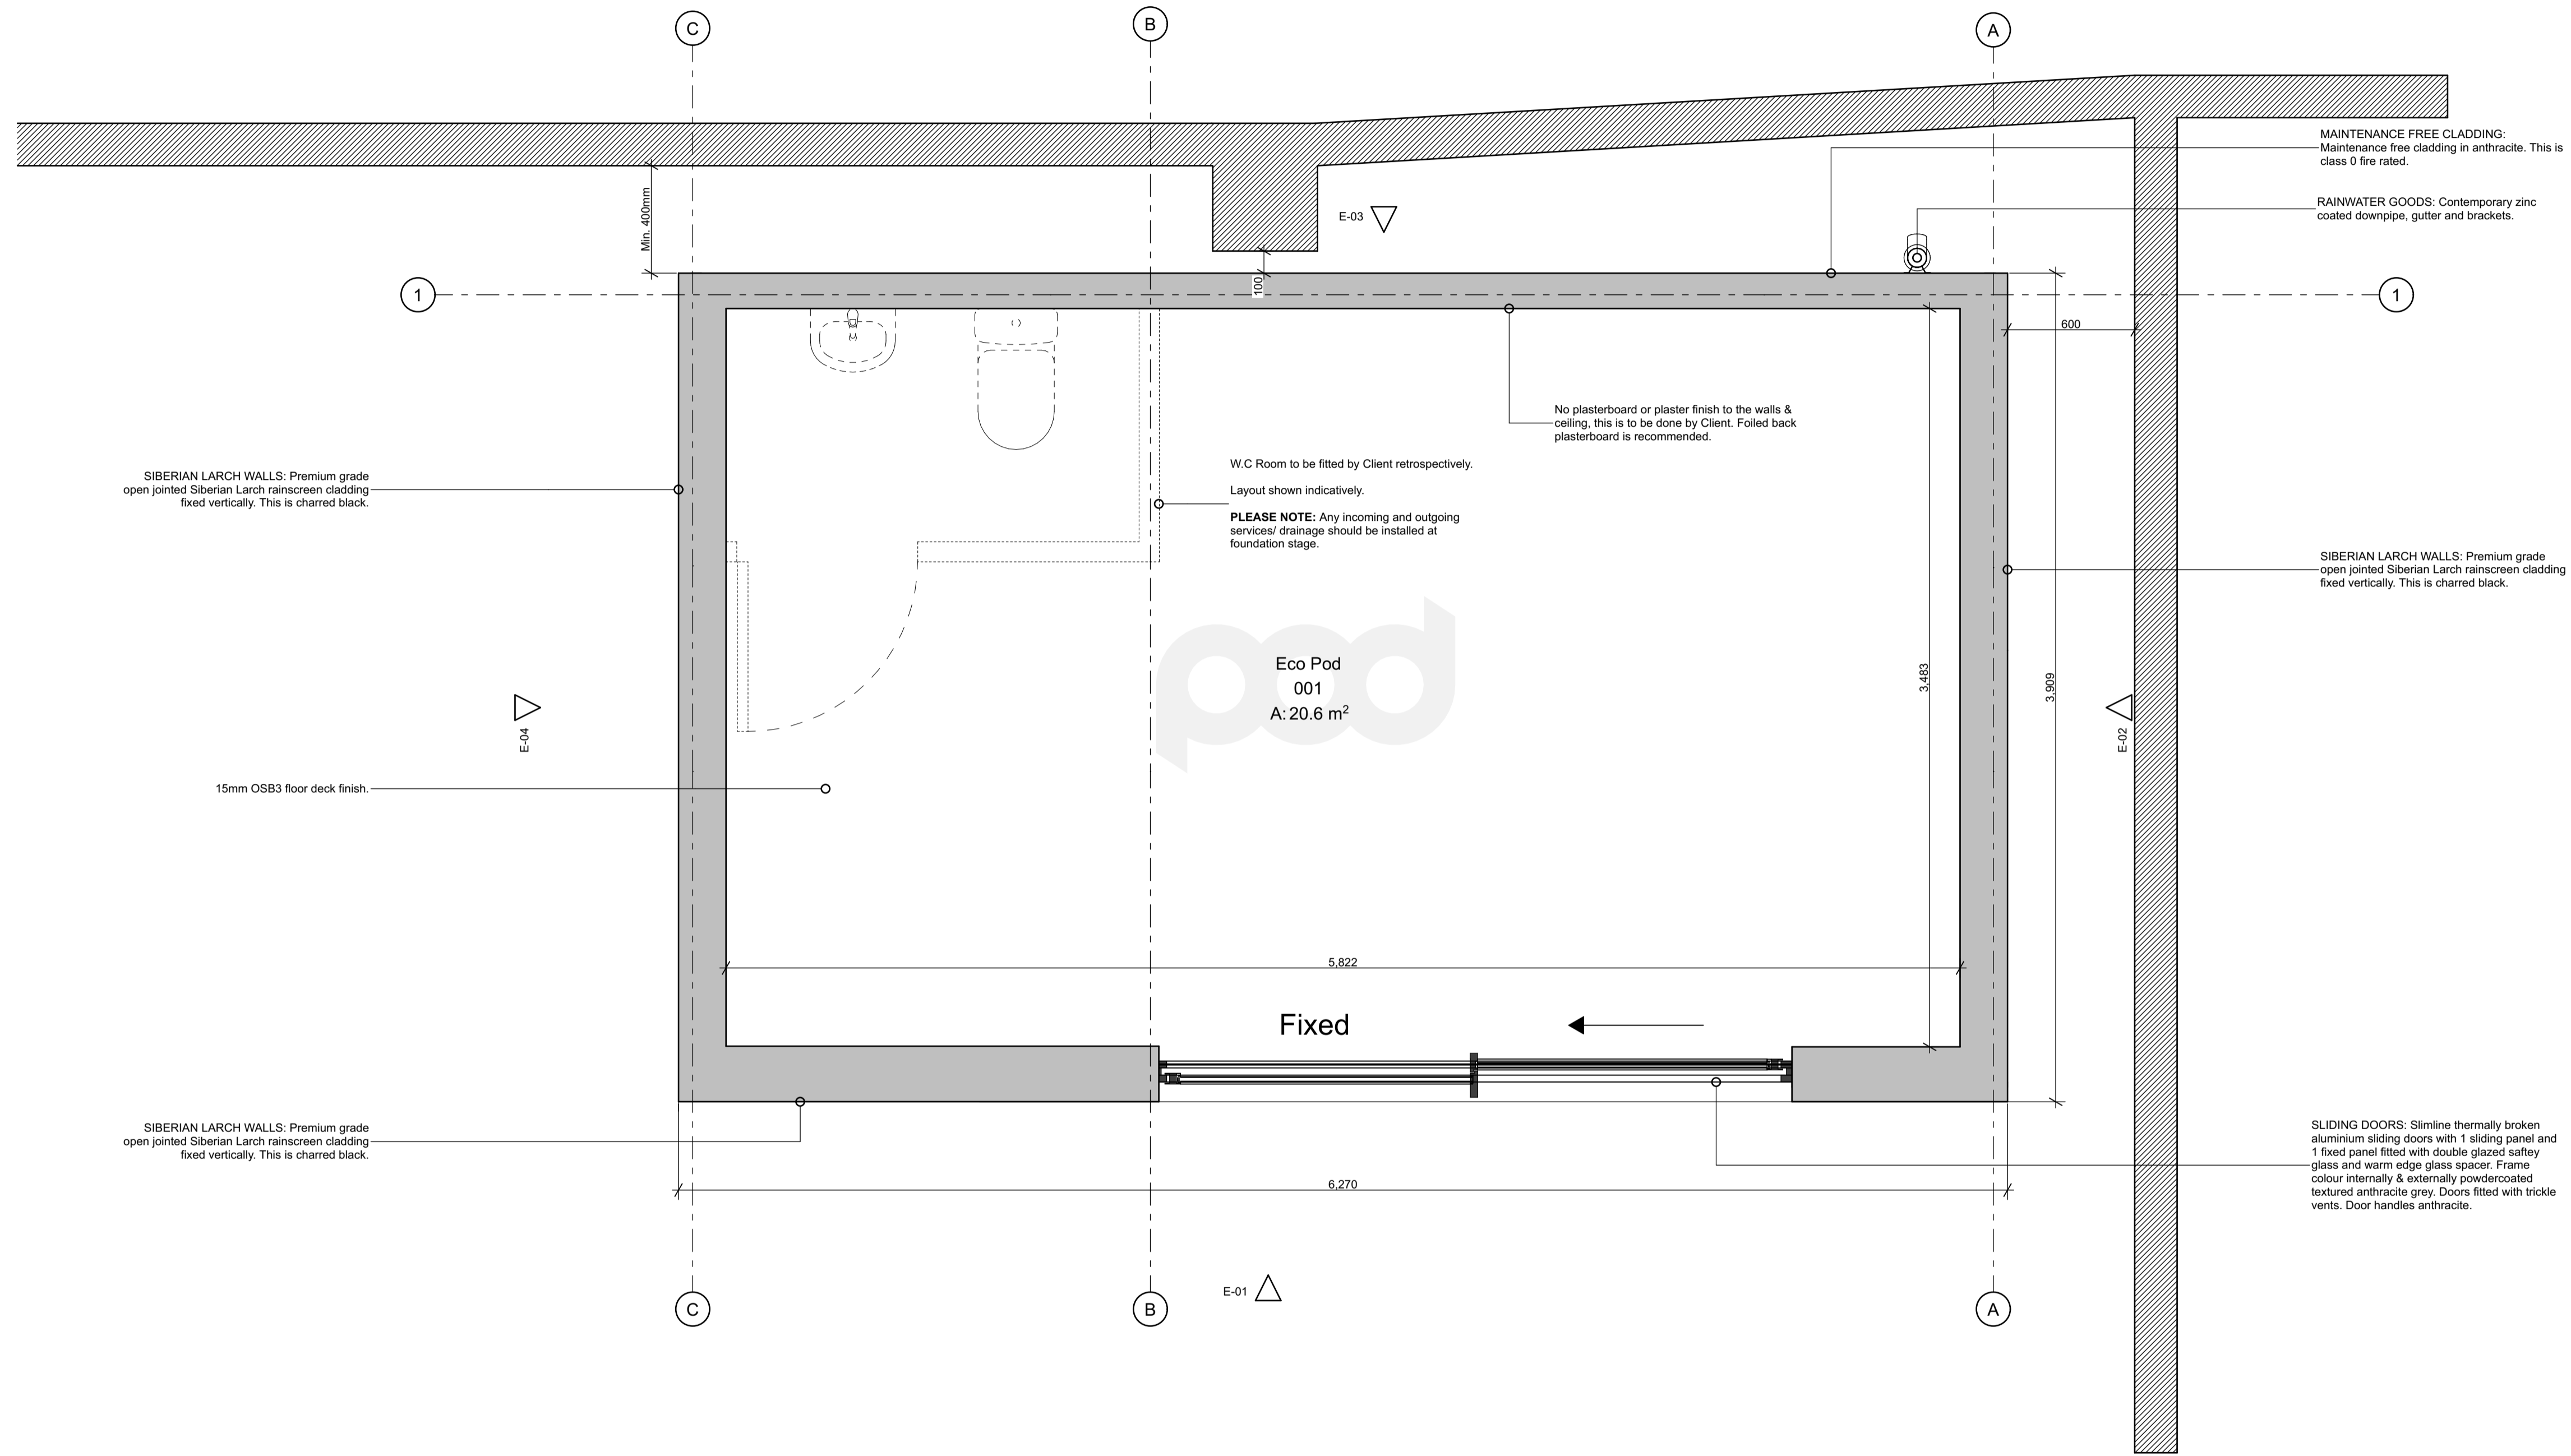 C
B
A
MAINTENANCE FREE CLADDING:
Maintenance free cladding in anthracite. This is
class 0 fire rated.
Min. 400mm
E-03
RAINWATER GOODS: Contemporary zinc
coated downpipe, gutter and brackets.
100
1
1
600
No plasterboard or plaster finish to the walls &
ceiling, this is to be done by Client. Foiled back
plasterboard is recommended.
SIBERIAN LARCH WALLS: Premium grade
open jointed Siberian Larch rainscreen cladding
fixed vertically. This is charred black.
W.C Room to be fitted by Client retrospectively.
Layout shown indicatively.
PLEASE NOTE: Any incoming and outgoing
services/ drainage should be installed at
foundation stage.
SIBERIAN LARCH WALLS: Premium grade
open jointed Siberian Larch rainscreen cladding
fixed vertically. This is charred black.
pod
Eco Pod
001
A: 20.6 m²
3,483
3,909
E-04
E-02
15mm OSB3 floor deck finish.
5,822
Fixed
SIBERIAN LARCH WALLS: Premium grade
open jointed Siberian Larch rainscreen cladding
fixed vertically. This is charred black.
SLIDING DOORS: Slimline thermally broken
aluminium sliding doors with 1 sliding panel and
1 fixed panel fitted with double glazed saftey
glass and warm edge glass spacer. Frame
colour internally & externally powdercoated
textured anthracite grey. Doors fitted with trickle
vents. Door handles anthracite.
6,270
E-01
C
B
A